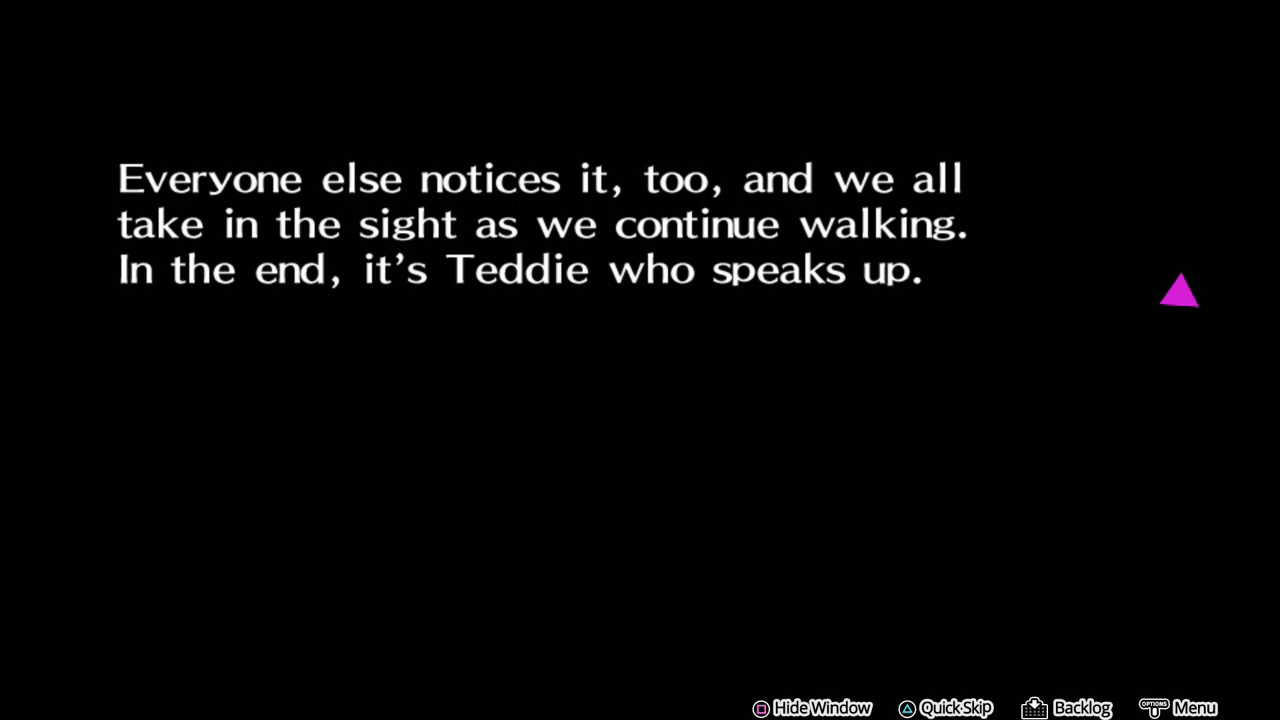 Everyone else notices it, too, and we all
take in the sight as we continue walking.
In the end, it’s Teddie who speaks up.
Hide Window Quick Skip Backlog OPTIONS Menu